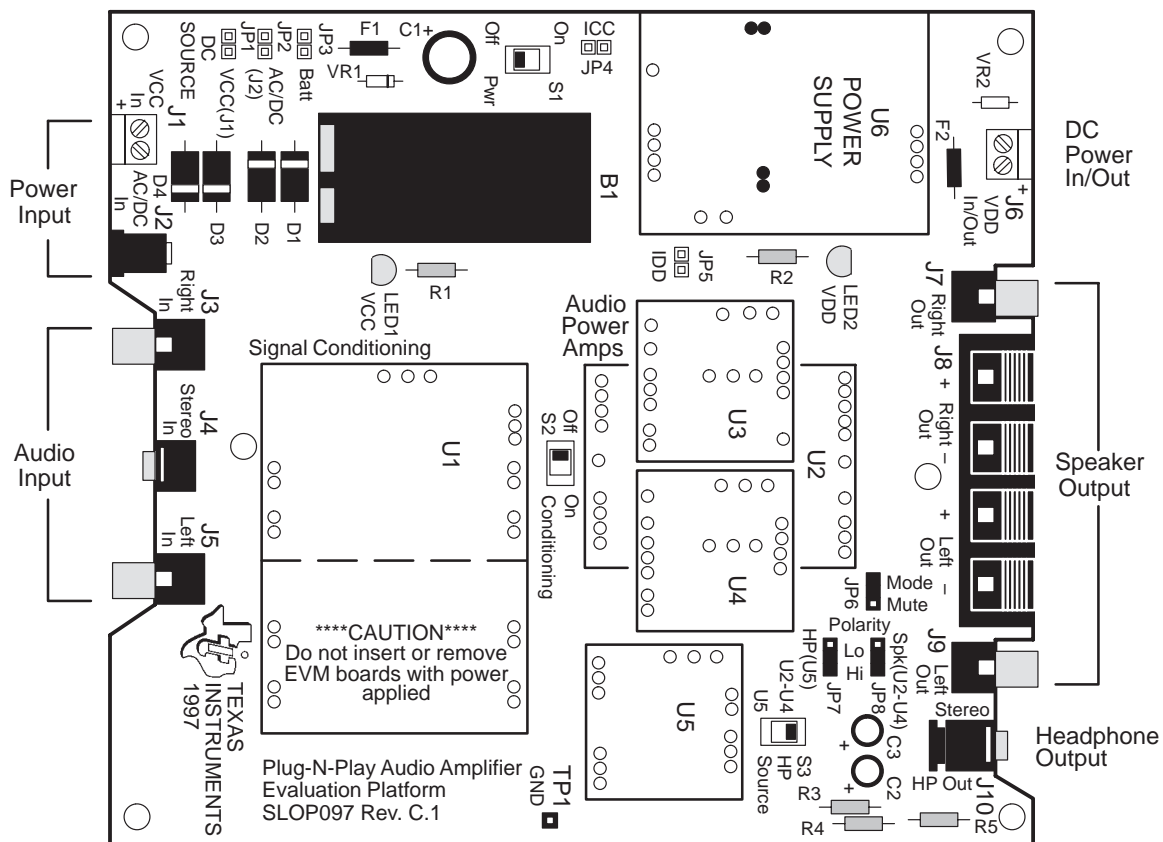 JP1
JP2
JP3
F1
C1+
Off
On
ICC
JP4
VR1
Pwr
S1
DC
SOURCE
VCC(J1)
AC/DC
(J2)
Batt
VCC
In
+
J1
D4
AC/DC
In
J2
D3
D2
D1
B1
U6
POWER
SUPPLY
VR2
F2
+
J6
VDD
In/Out
DC
Power
In/Out
Power
Input
LED1
VCC
R1
IDD
JP5
R2
LED2
VDD
Right
In
J3
J7
Right
Out
Signal Conditioning
Audio
Power
Amps
J8
+
Right
Out
–
+
Left
Out
–
Stereo
In
J4
Audio
Input
U1
S2
Off
On
Conditioning
U3
U2
Speaker
Output
Left
In
J5
U4
JP6
Mode
Mute
****CAUTION****
Do not insert or remove
EVM boards with power
applied
TEXAS
INSTRUMENTS
1997
Polarity
Lo
Hi
HP(U5)
JP7
Spk(U2-U4)
JP8
J9
Left
Out
U5
U2-U4
U5
S3
HP
Source
+
C3
+
C2
Stereo
HP Out
J10
Headphone
Output
Plug-N-Play Audio Amplifier
Evaluation Platform
SLOP097 Rev. C.1
TP1
GND
R3
R4
R5